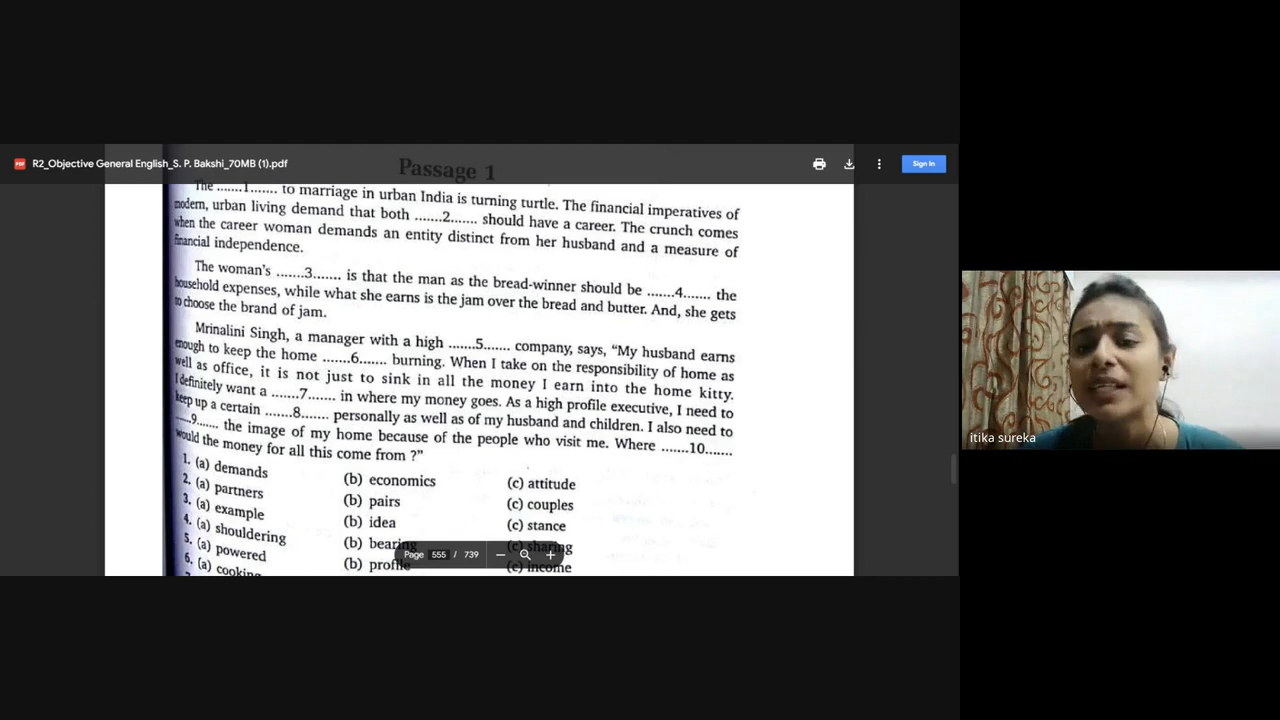 R2_Objective General English_S. P. Bakshi_70MB (1).pdf
Sign In
Passage 1
The .......1....... to marriage in urban India is turning turtle. The financial imperatives of
modern, urban living demand that both .......2....... should have a career. The crunch comes
when the career woman demands an entity distinct from her husband and a measure of
financial independence.
The woman's .......3....... is that the man as the bread-winner should be .......4....... the
household expenses, while what she earns is the jam over the bread and butter. And, she gets
to choose the brand of jam.
Mrinalini Singh, a manager with a high .......5....... company, says, "My husband earns
enough to keep the home .......6....... burning. When I take on the responsibility of home as
well as office, it is not just to sink in all the money I earn into the home kitty.
I definitely want a .......7....... in where my money goes. As a high profile executive, I need to
keep up a certain .......8....... personally as well as of my husband and children. I also need to
.......9....... the image of my home because of the people who visit me. Where .......10.......
would the money for all this come from ?"
1. (a) demands (b) economics (c) attitude
2. (a) partners (b) pairs (c) couples
3. (a) example (b) idea (c) stance
4. (a) shouldering (b) bearing (c) sharing
5. (a) powered (b) profile (c) income
6. (a) cooking
Page 555 / 739
itika sureka